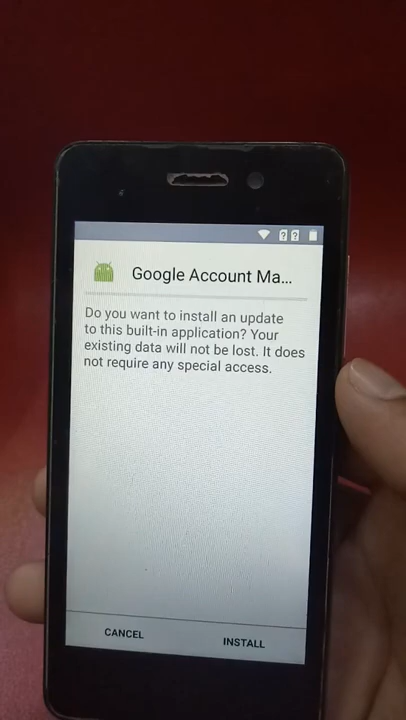 Google Account Ma...
Do you want to install an update
to this built-in application? Your
existing data will not be lost. It does
not require any special access.
CANCEL
INSTALL